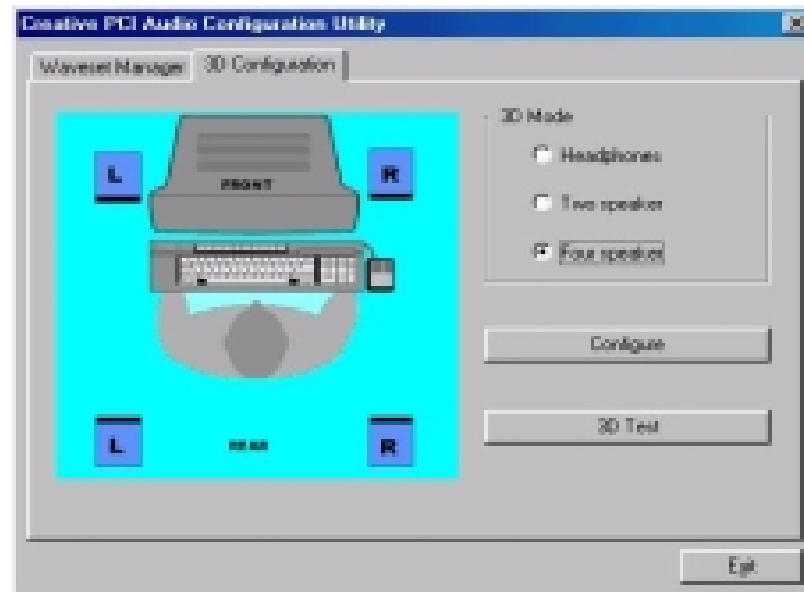 Creative PCI Audio Configuration Utility
Waveset Manager
3D Configuration
FRONT
L
R
REAR
L
R
3D Mode
Headphones
Two speaker
Four speaker
Configure
3D Test
Exit